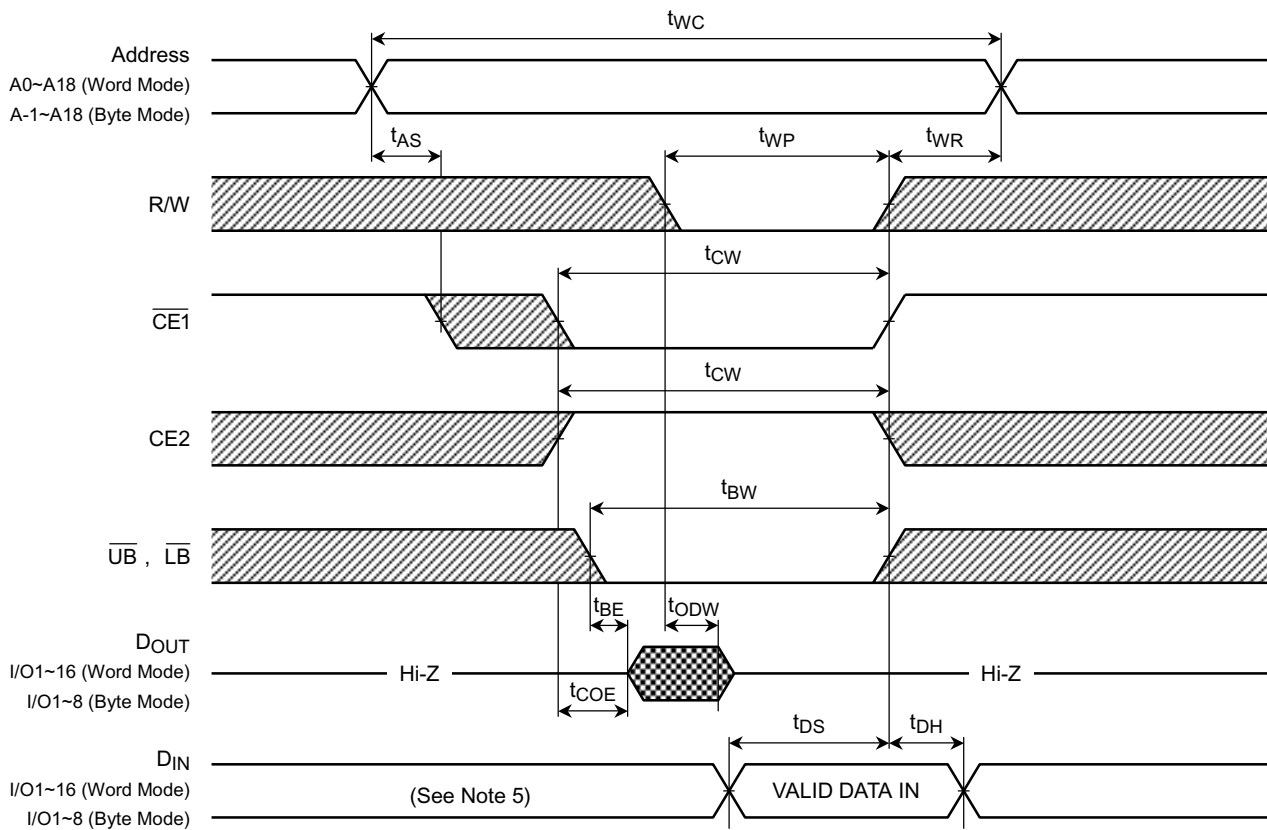 tWC
Address
A0~A18 (Word Mode)
A-1~A18 (Byte Mode)
tAS
tWP
tWR
R/W
tCW
CE1
tCW
CE2
tBW
UB , LB
tBE
tODW
DOUT
I/O1~16 (Word Mode)
Hi-Z
Hi-Z
I/O1~8 (Byte Mode)
tCOE
tDS
tDH
DIN
I/O1~16 (Word Mode)
(See Note 5)
VALID DATA IN
I/O1~8 (Byte Mode)